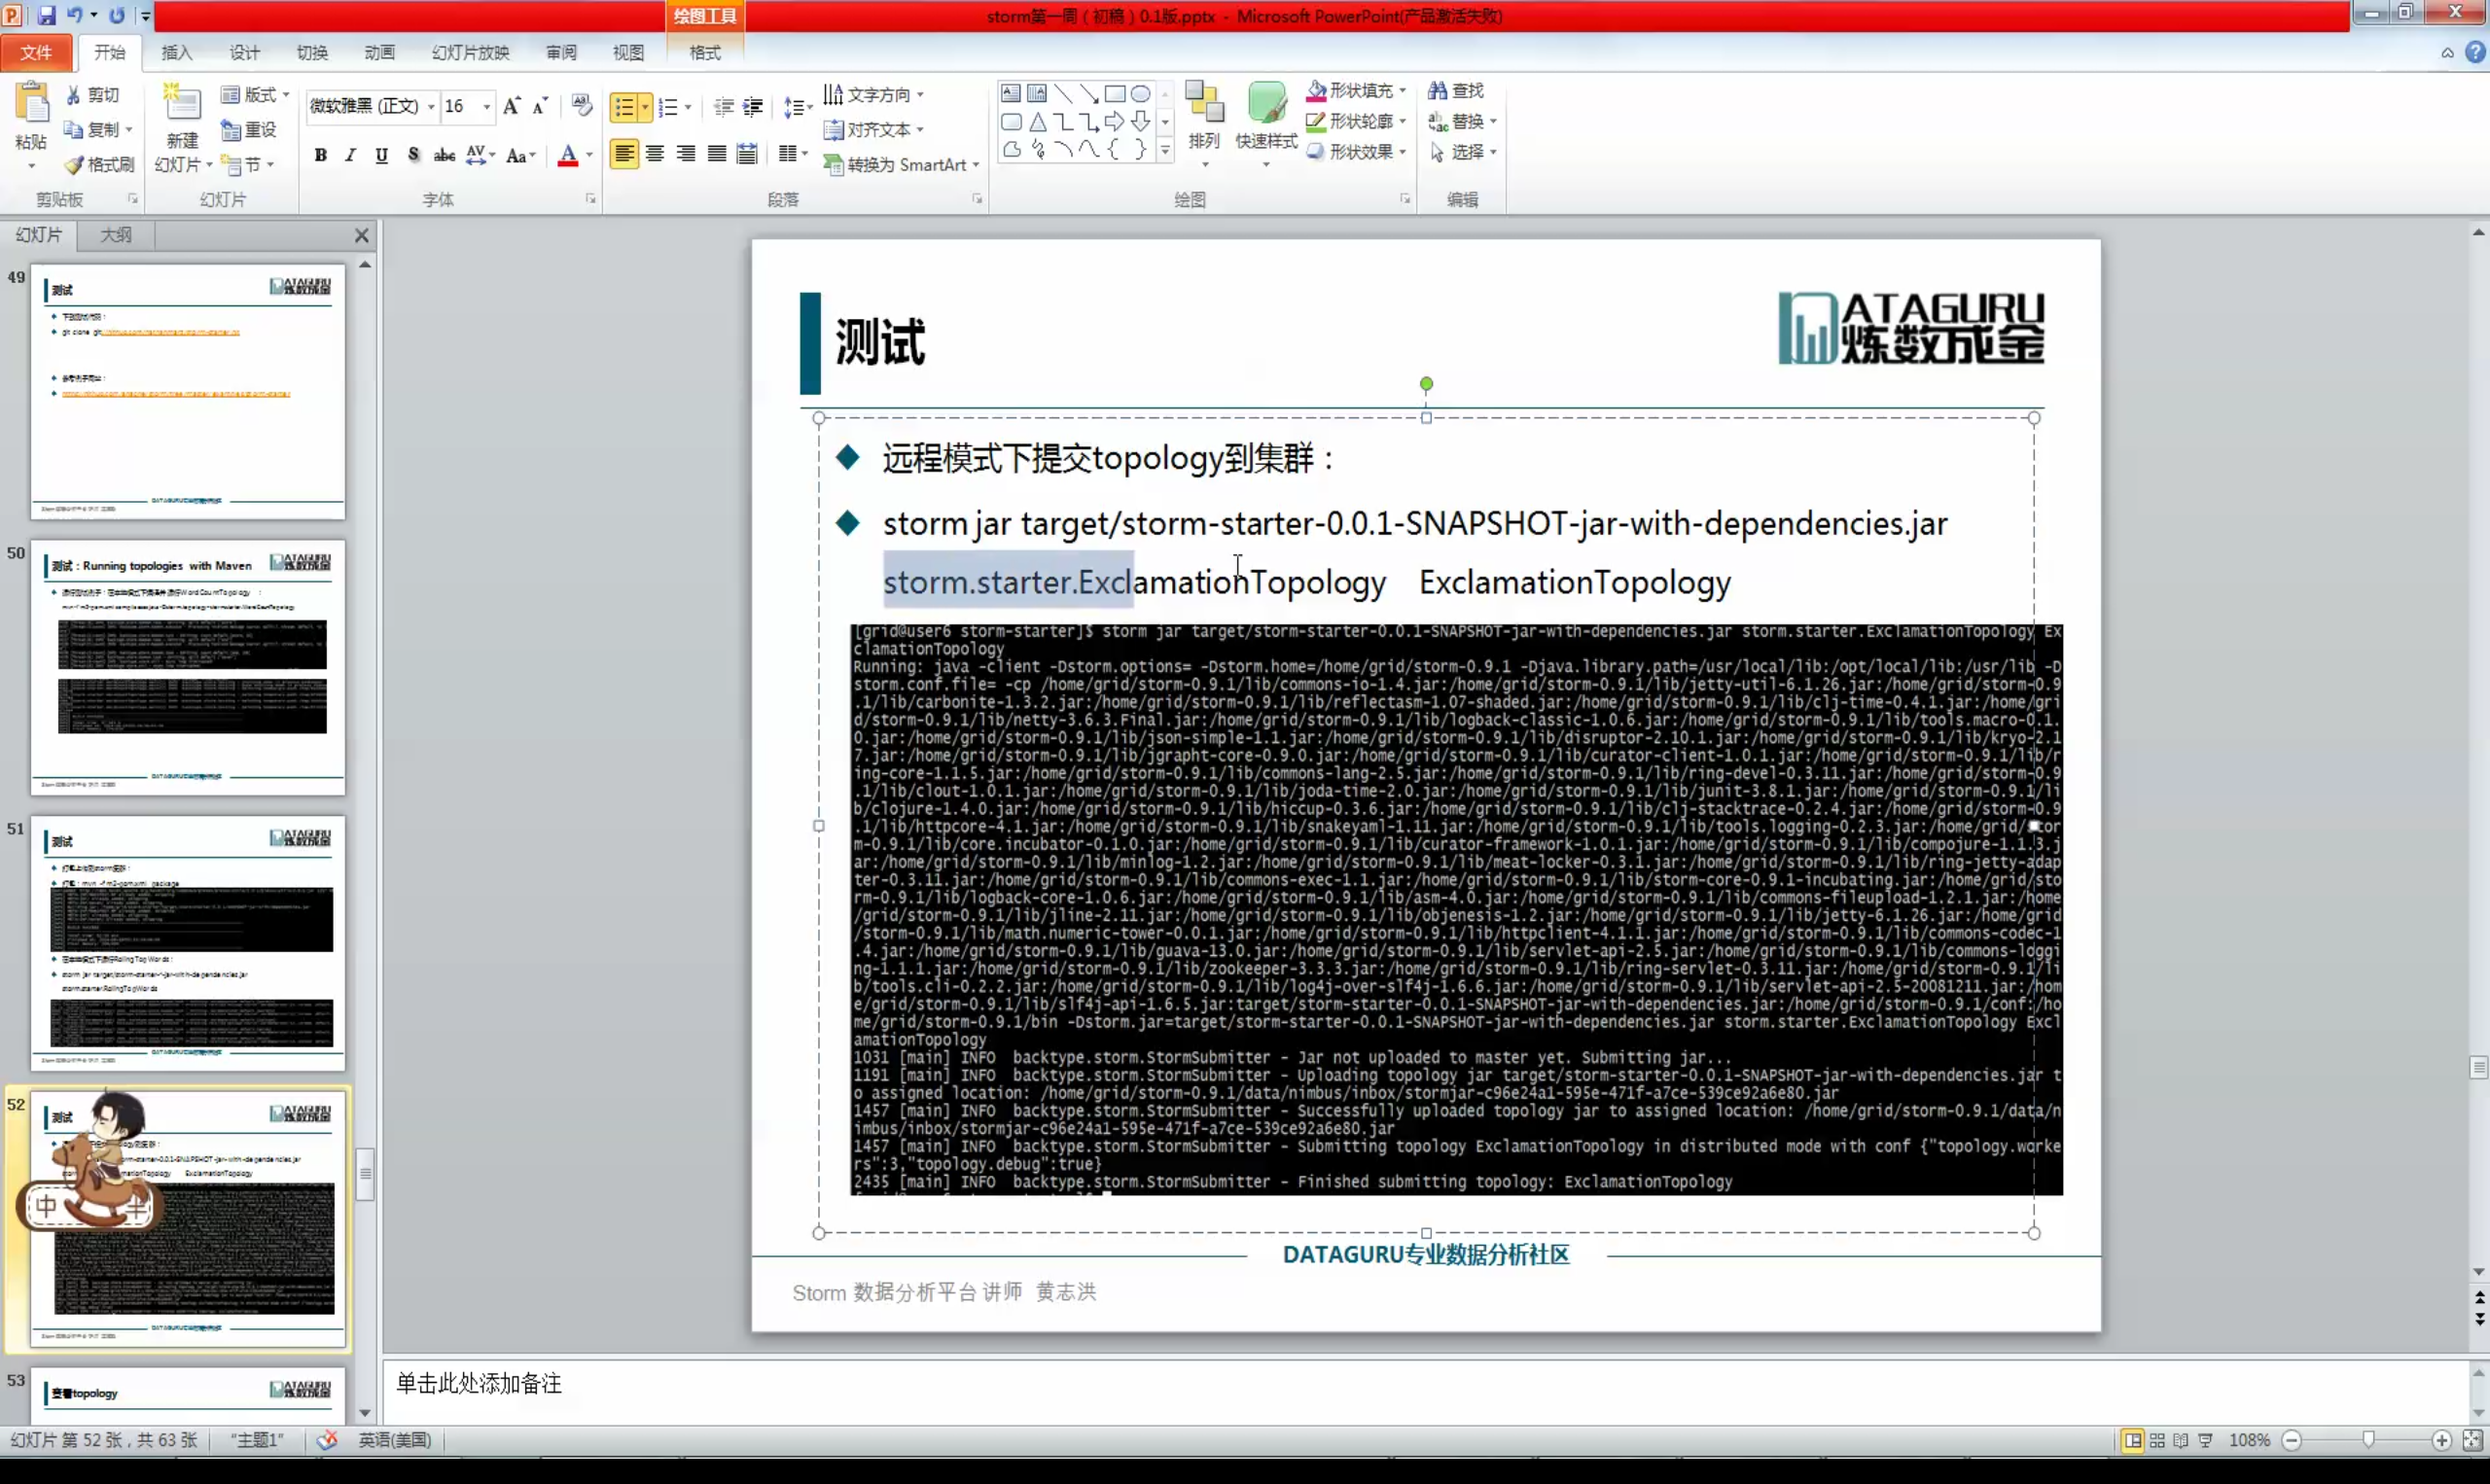 绘图工具
storm第一周（初稿）0.1版.pptx - Microsoft PowerPoint(产品激活失败)
文件 开始 插入 设计 切换 动画 幻灯片放映 审阅 视图 格式
粘贴 剪切 复制 格式刷 剪贴板
新建 幻灯片 版式 重设 节 幻灯片
微软雅黑 (正文) 16 字体
文字方向 对齐文本 转换为 SmartArt 段落
排列 快速样式 形状填充 形状轮廓 形状效果 绘图
查找 替换 选择 编辑
幻灯片 大纲
49
测试
50
测试：Running topologies with Maven
51
测试
打包：mvn -f m2-pom.xml package
storm jar target/storm-starter-*-jar-with-dependencies.jar
storm.starter.RollingTopWords
52
测试
中 半
53
查看topology
测试
DATAGURU
炼数成金
远程模式下提交topology到集群：
storm jar target/storm-starter-0.0.1-SNAPSHOT-jar-with-dependencies.jar
storm.starter.ExclamationTopology ExclamationTopology
[grid@user6 storm-starter]$ storm jar target/storm-starter-0.0.1-SNAPSHOT-jar-with-dependencies.jar storm.starter.ExclamationTopology Ex
clamationTopology
Running: java -client -Dstorm.options= -Dstorm.home=/home/grid/storm-0.9.1 -Djava.library.path=/usr/local/lib:/opt/local/lib:/usr/lib -D
storm.conf.file= -cp /home/grid/storm-0.9.1/lib/commons-io-1.4.jar:/home/grid/storm-0.9.1/lib/jetty-util-6.1.26.jar:/home/grid/storm-0.9
.1/lib/carbonite-1.3.2.jar:/home/grid/storm-0.9.1/lib/reflectasm-1.07-shaded.jar:/home/grid/storm-0.9.1/lib/clj-time-0.4.1.jar:/home/gri
d/storm-0.9.1/lib/netty-3.6.3.Final.jar:/home/grid/storm-0.9.1/lib/logback-classic-1.0.6.jar:/home/grid/storm-0.9.1/lib/tools.macro-0.1.
0.jar:/home/grid/storm-0.9.1/lib/json-simple-1.1.jar:/home/grid/storm-0.9.1/lib/disruptor-2.10.1.jar:/home/grid/storm-0.9.1/lib/kryo-2.1
7.jar:/home/grid/storm-0.9.1/lib/jgrapht-core-0.9.0.jar:/home/grid/storm-0.9.1/lib/curator-client-1.0.1.jar:/home/grid/storm-0.9.1/lib/r
ing-core-1.1.5.jar:/home/grid/storm-0.9.1/lib/commons-lang-2.5.jar:/home/grid/storm-0.9.1/lib/ring-devel-0.3.11.jar:/home/grid/storm-0.9
.1/lib/clout-1.0.1.jar:/home/grid/storm-0.9.1/lib/joda-time-2.0.jar:/home/grid/storm-0.9.1/lib/junit-3.8.1.jar:/home/grid/storm-0.9.1/li
b/clojure-1.4.0.jar:/home/grid/storm-0.9.1/lib/hiccup-0.3.6.jar:/home/grid/storm-0.9.1/lib/clj-stacktrace-0.2.4.jar:/home/grid/storm-0.9
.1/lib/httpcore-4.1.jar:/home/grid/storm-0.9.1/lib/snakeyaml-1.11.jar:/home/grid/storm-0.9.1/lib/tools.logging-0.2.3.jar:/home/grid/stor
m-0.9.1/lib/core.incubator-0.1.0.jar:/home/grid/storm-0.9.1/lib/curator-framework-1.0.1.jar:/home/grid/storm-0.9.1/lib/compojure-1.1.3.j
ar:/home/grid/storm-0.9.1/lib/minlog-1.2.jar:/home/grid/storm-0.9.1/lib/meat-locker-0.3.1.jar:/home/grid/storm-0.9.1/lib/ring-jetty-adap
ter-0.3.11.jar:/home/grid/storm-0.9.1/lib/commons-exec-1.1.jar:/home/grid/storm-0.9.1/lib/storm-core-0.9.1-incubating.jar:/home/grid/sto
rm-0.9.1/lib/logback-core-1.0.6.jar:/home/grid/storm-0.9.1/lib/asm-4.0.jar:/home/grid/storm-0.9.1/lib/commons-fileupload-1.2.1.jar:/home
/grid/storm-0.9.1/lib/jline-2.11.jar:/home/grid/storm-0.9.1/lib/objenesis-1.2.jar:/home/grid/storm-0.9.1/lib/jetty-6.1.26.jar:/home/grid
/storm-0.9.1/lib/math.numeric-tower-0.0.1.jar:/home/grid/storm-0.9.1/lib/httpclient-4.1.1.jar:/home/grid/storm-0.9.1/lib/commons-codec-1
.4.jar:/home/grid/storm-0.9.1/lib/guava-13.0.jar:/home/grid/storm-0.9.1/lib/servlet-api-2.5.jar:/home/grid/storm-0.9.1/lib/commons-loggi
ng-1.1.1.jar:/home/grid/storm-0.9.1/lib/zookeeper-3.3.3.jar:/home/grid/storm-0.9.1/lib/ring-servlet-0.3.11.jar:/home/grid/storm-0.9.1/li
b/tools.cli-0.2.2.jar:/home/grid/storm-0.9.1/lib/log4j-over-slf4j-1.6.6.jar:/home/grid/storm-0.9.1/lib/servlet-api-2.5-20081211.jar:/hom
e/grid/storm-0.9.1/lib/slf4j-api-1.6.5.jar:target/storm-starter-0.0.1-SNAPSHOT-jar-with-dependencies.jar:/home/grid/storm-0.9.1/conf:/ho
me/grid/storm-0.9.1/bin -Dstorm.jar=target/storm-starter-0.0.1-SNAPSHOT-jar-with-dependencies.jar storm.starter.ExclamationTopology Excl
amationTopology
1031 [main] INFO backtype.storm.StormSubmitter - Jar not uploaded to master yet. Submitting jar...
1191 [main] INFO backtype.storm.StormSubmitter - Uploading topology jar target/storm-starter-0.0.1-SNAPSHOT-jar-with-dependencies.jar t
o assigned location: /home/grid/storm-0.9.1/data/nimbus/inbox/stormjar-c96e24a1-595e-471f-a7ce-539ce92a6e80.jar
1457 [main] INFO backtype.storm.StormSubmitter - Successfully uploaded topology jar to assigned location: /home/grid/storm-0.9.1/data/n
imbus/inbox/stormjar-c96e24a1-595e-471f-a7ce-539ce92a6e80.jar
1457 [main] INFO backtype.storm.StormSubmitter - Submitting topology ExclamationTopology in distributed mode with conf {"topology.worke
rs":3,"topology.debug":true}
2435 [main] INFO backtype.storm.StormSubmitter - Finished submitting topology: ExclamationTopology
DATAGURU专业数据分析社区
Storm 数据分析平台 讲师 黄志洪
单击此处添加备注
幻灯片 第 52 张，共 63 张 "主题1" 英语(美国) 108%